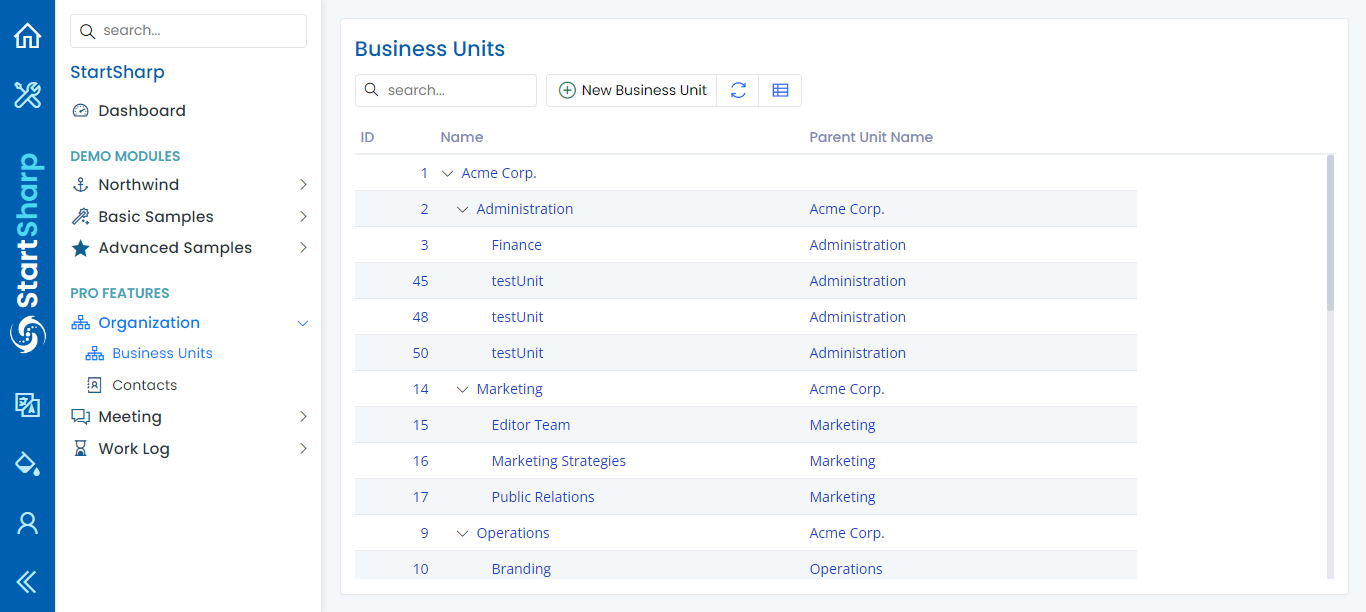 StartSharp
search...
StartSharp
Dashboard
DEMO MODULES
Northwind
Basic Samples
Advanced Samples
PRO FEATURES
Organization
Business Units
Contacts
Meeting
Work Log
Business Units
search... New Business Unit
ID Name Parent Unit Name
1 Acme Corp.
2 Administration Acme Corp.
3 Finance Administration
45 testUnit Administration
48 testUnit Administration
50 testUnit Administration
14 Marketing Acme Corp.
15 Editor Team Marketing
16 Marketing Strategies Marketing
17 Public Relations Marketing
9 Operations Acme Corp.
10 Branding Operations